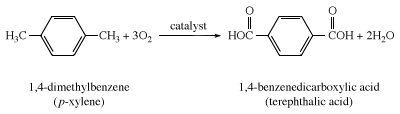 catalyst
O
O
H₃C
CH₃ + 3O₂
HOC
COH + 2H₂O
1,4-dimethylbenzene
(p-xylene)
1,4-benzenedicarboxylic acid
(terephthalic acid)